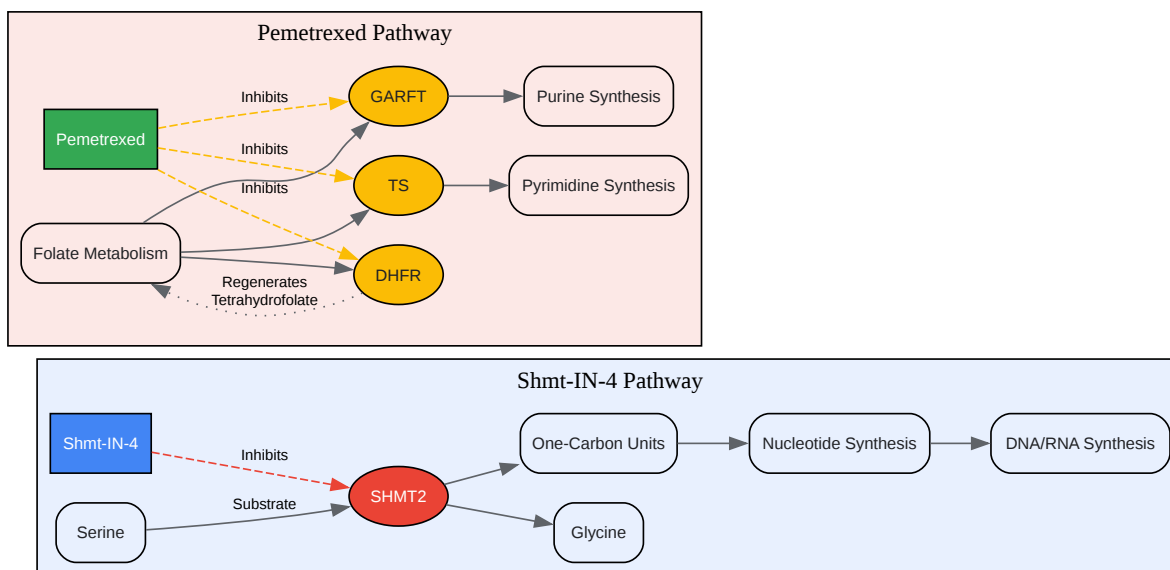 Pemetrexed Pathway
Inhibits
GARFT
Purine Synthesis
Pemetrexed
Inhibits
TS
Pyrimidine Synthesis
Inhibits
Folate Metabolism
DHFR
Regenerates
Tetrahydrofolate
Shmt-IN-4 Pathway
Shmt-IN-4
Inhibits
One-Carbon Units
Nucleotide Synthesis
DNA/RNA Synthesis
SHMT2
Substrate
Serine
Glycine